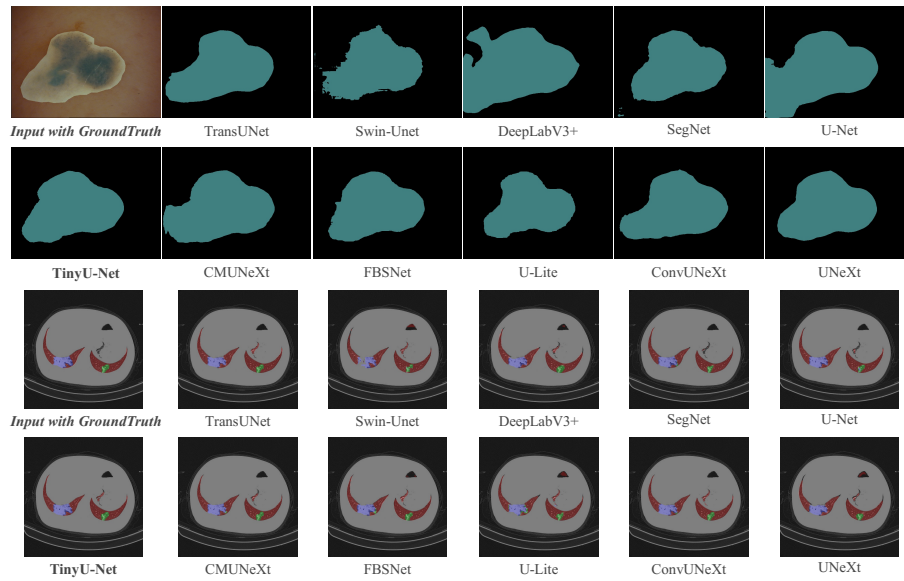 Input with GroundTruth TransUNet Swin-Unet DeepLabV3+ SegNet U-Net
TinyU-Net CMUNeXt FBSNet U-Lite ConvUNeXt UNeXt
Input with GroundTruth TransUNet Swin-Unet DeepLabV3+ SegNet U-Net
TinyU-Net CMUNeXt FBSNet U-Lite ConvUNeXt UNeXt